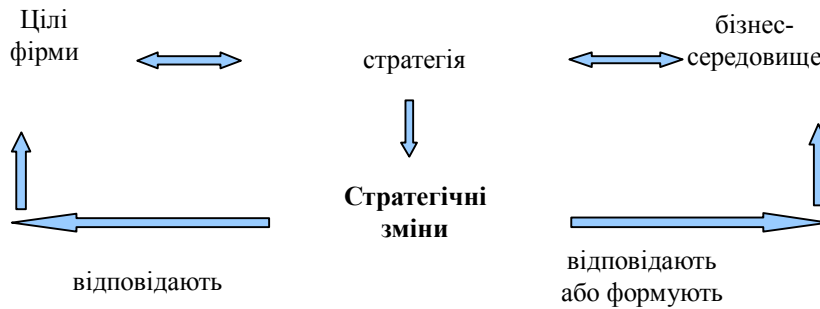 Цілі
фірми
стратегія
бізнес-
середовище
Стратегічні
зміни
відповідають
відповідають
або формують